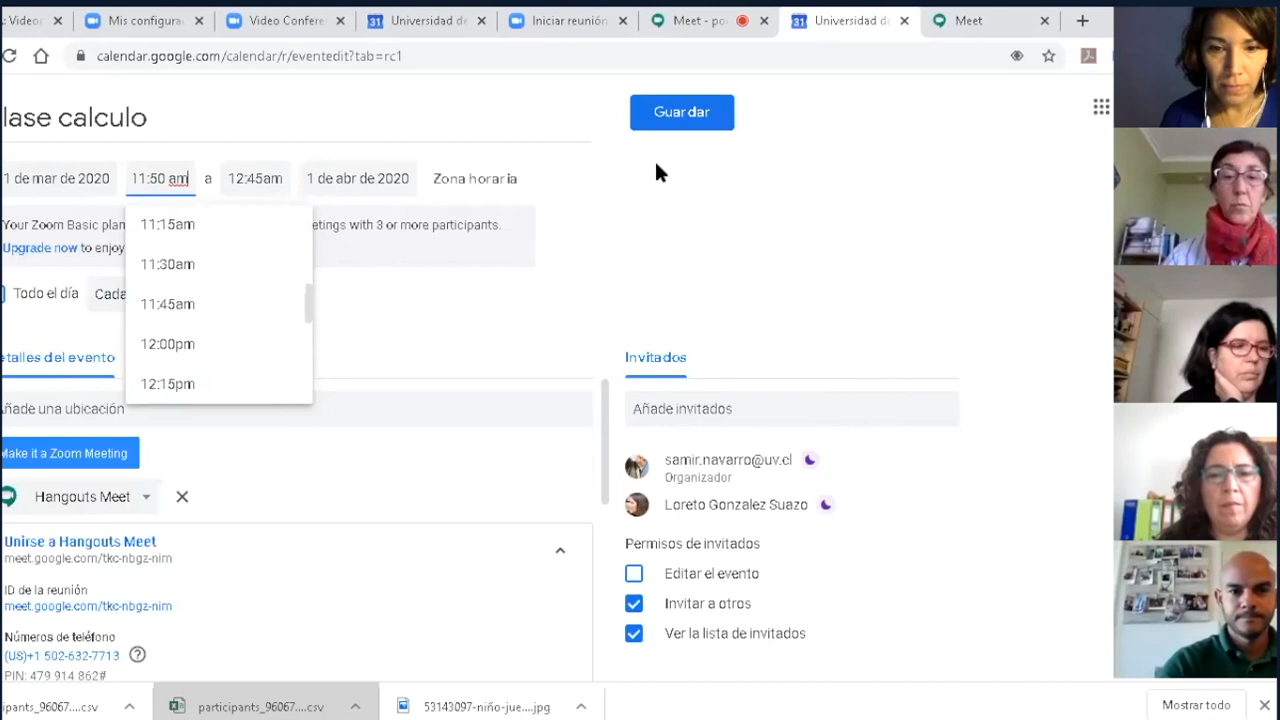 Video
Mis configura
Video Conferen
Universidad de
Iniciar reunión
Meet - po
Universidad de
Meet
calendar.google.com/calendar/r/eventedit?tab=rc1
lase calculo
Guardar
1 de mar de 2020 11:50 am a 12:45am 1 de abr de 2020 Zona horaria
Your Zoom Basic plan etings with 3 or more participants.
Upgrade now to enjoy
11:15am
11:30am
11:45am
12:00pm
12:15pm
Todo el día Cada
etalles del evento
Invitados
Añade una ubicación
Añade invitados
Make it a Zoom Meeting
samir.navarro@uv.cl
Organizador
Hangouts Meet
Loreto Gonzalez Suazo
Unirse a Hangouts Meet
meet.google.com/tkc-nbgz-nim
Permisos de invitados
Editar el evento
ID de la reunión
meet.google.com/tkc-nbgz-nim
Invitar a otros
Números de teléfono
Ver la lista de invitados
(US)+1 502-632-7713
PIN: 479 914 862#
ipants_96067....csv
participants_96067....csv
53143097-niño-jue....jpg
Mostrar todo